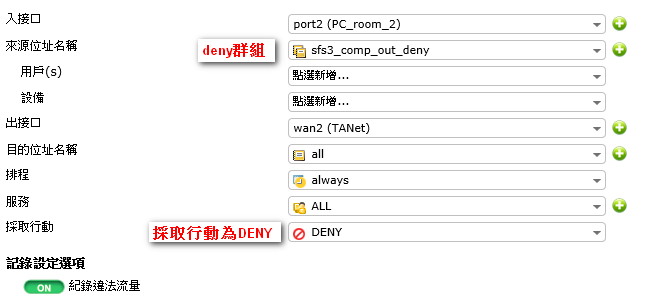 入接口 port2 (PC_room_2)
來源位址名稱 deny群組 sfs3_comp_out_deny
用戶(s) 點選新增...
設備 點選新增...
出接口 wan2 (TANet)
目的位址名稱 all
排程 always
服務 ALL
採取行動 採取行動為DENY DENY
記錄設定選項
ON 紀錄違法流量